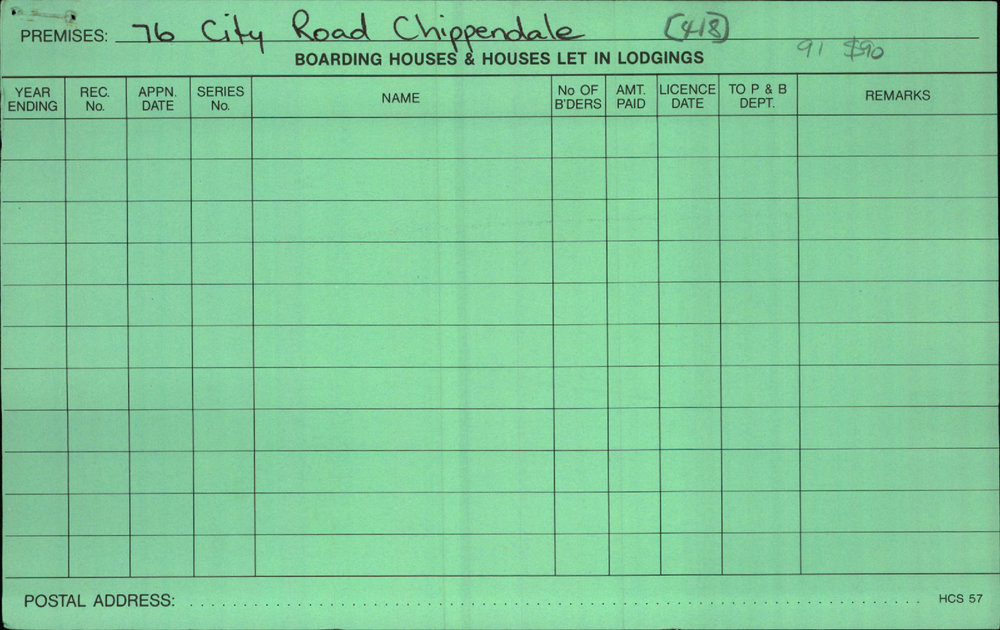 PREMISES: 76 City Road Chippendale [418]
91 $90
BOARDING HOUSES & HOUSES LET IN LODGINGS
YEAR ENDING REC. No. APPN. DATE SERIES No. NAME No OF B'DERS AMT. PAID LICENCE DATE TO P & B DEPT. REMARKS
POSTAL ADDRESS: HCS 57